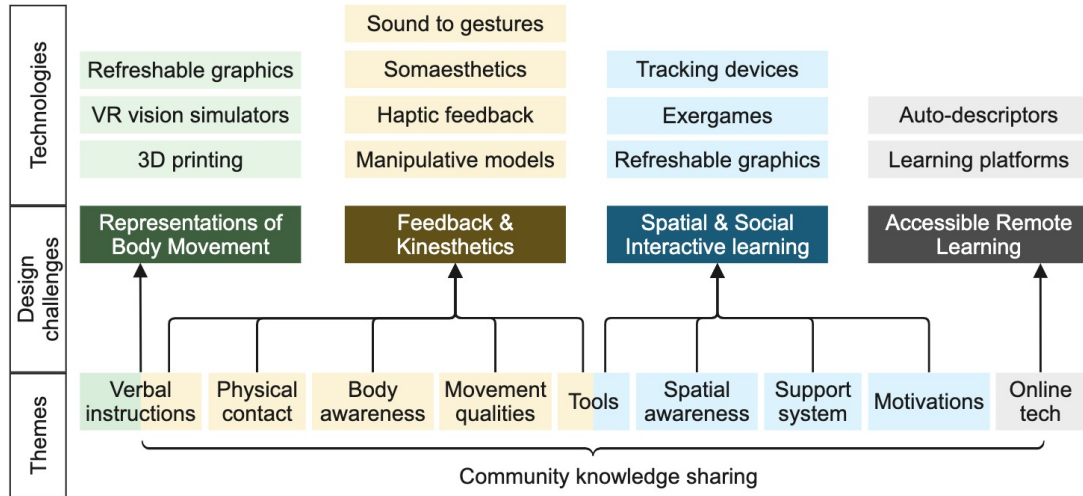 Technologies
Sound to gestures
Refreshable graphics
Somaesthetics
Tracking devices
VR vision simulators
Haptic feedback
Exergames
Auto-descriptors
3D printing
Manipulative models
Refreshable graphics
Learning platforms
Design
challenges
Representations of
Body Movement
Feedback &
Kinesthetics
Spatial & Social
Interactive learning
Accessible Remote
Learning
Themes
Verbal
instructions
Physical
contact
Body
awareness
Movement
qualities
Tools
Spatial
awareness
Support
system
Motivations
Online
tech
Community knowledge sharing